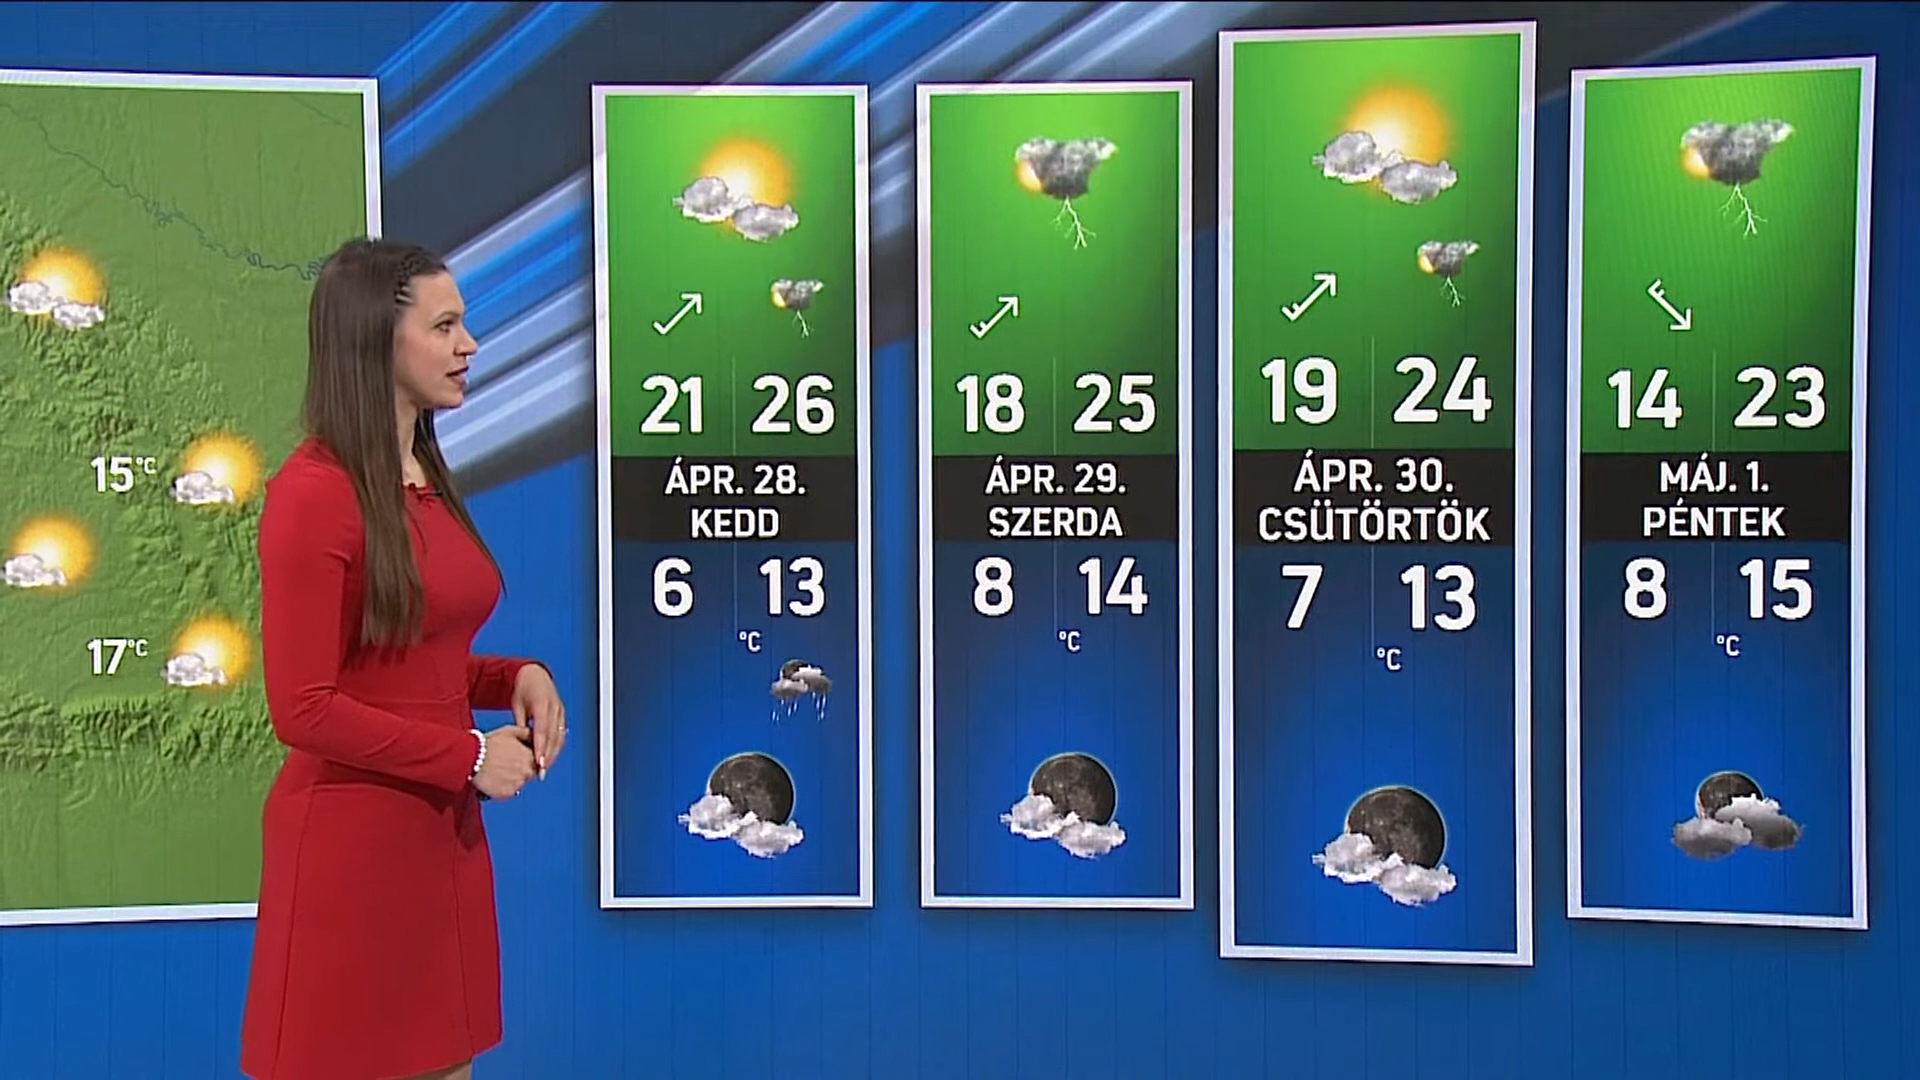 15°C
17°C
21 26
ÁPR. 28.
KEDD
6 13
°C
18 25
ÁPR. 29.
SZERDA
8 14
°C
19 24
ÁPR. 30.
CSÜTÖRTÖK
7 13
°C
14 23
MÁJ. 1.
PÉNTEK
8 15
°C